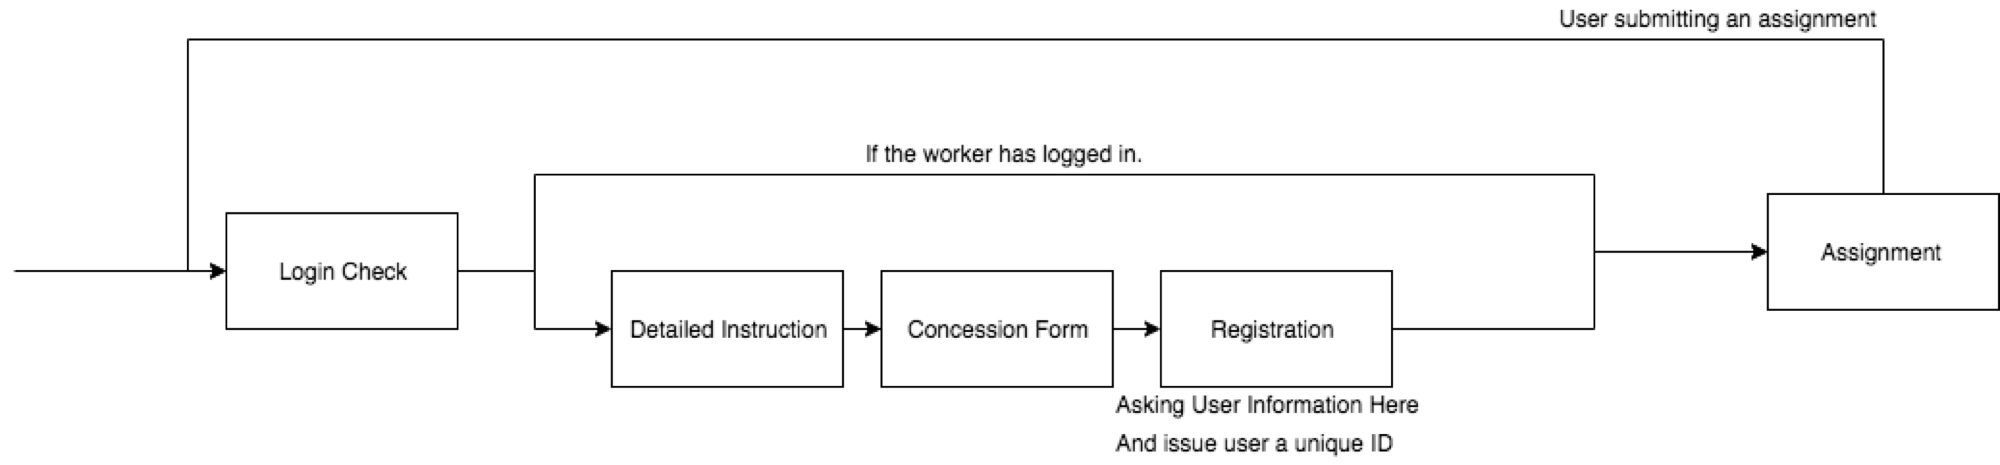 User submitting an assignment
If the worker has logged in.
Login Check
Detailed Instruction
Concession Form
Registration
Assignment
Asking User Information Here
And issue user a unique ID